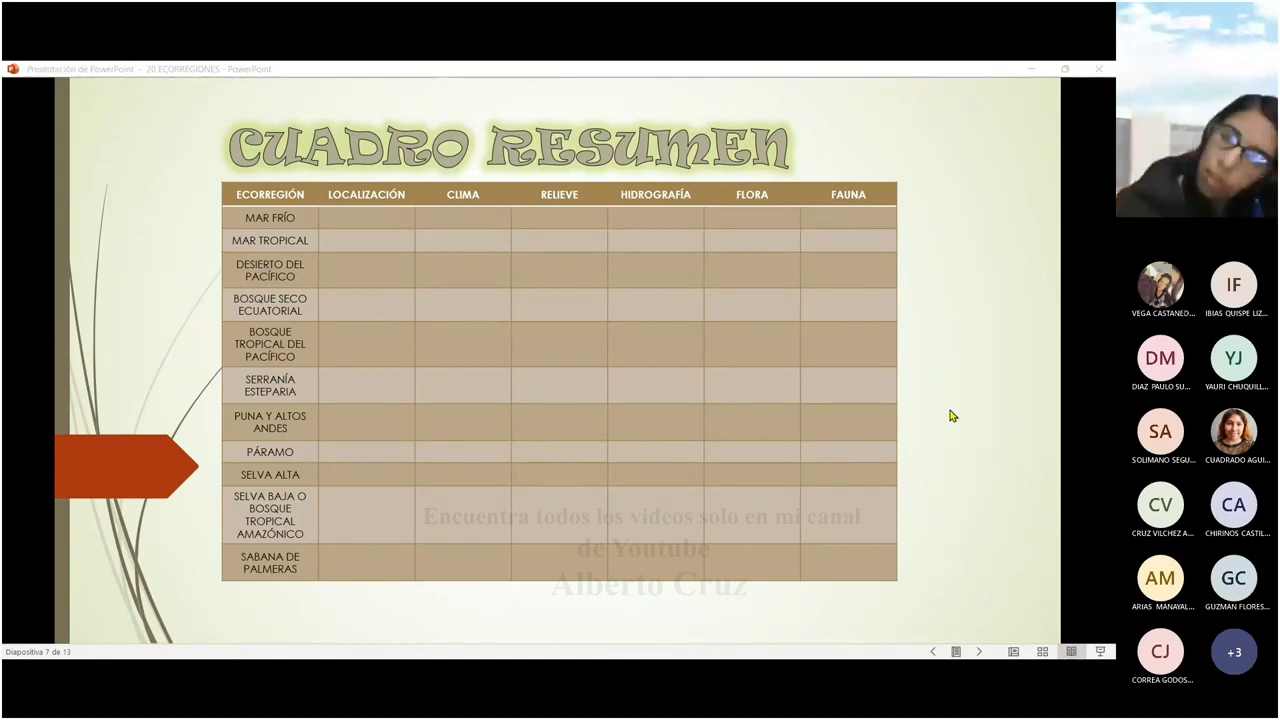 Presentación de PowerPoint - 20 ECORREGIONES - PowerPoint
CUADRO RESUMEN
ECORREGIÓN LOCALIZACIÓN CLIMA RELIEVE HIDROGRAFÍA FLORA FAUNA
MAR FRÍO
MAR TROPICAL
DESIERTO DEL
PACÍFICO
BOSQUE SECO
ECUATORIAL
BOSQUE
TROPICAL DEL
PACÍFICO
SERRANÍA
ESTEPARIA
PUNA Y ALTOS
ANDES
PÁRAMO
SELVA ALTA
SELVA BAJA O
BOSQUE
TROPICAL
AMAZÓNICO
SABANA DE
PALMERAS
Encuentra todos los videos solo en mi canal
de Youtube
Alberto Cruz
Diapositiva 7 de 13
VEGA CASTANED...
IF
IBIAS QUISPE LIZ...
DM
DIAZ PAULO SU...
YJ
YAURI CHUQUILL...
SA
SOLIMANO SEGU...
CUADRADO AGUI...
CV
CRUZ VILCHEZ A...
CA
CHIRINOS CASTIL...
AM
ARIAS MANAYAL...
GC
GUZMAN FLORES...
CJ
CORREA GODOS...
+3